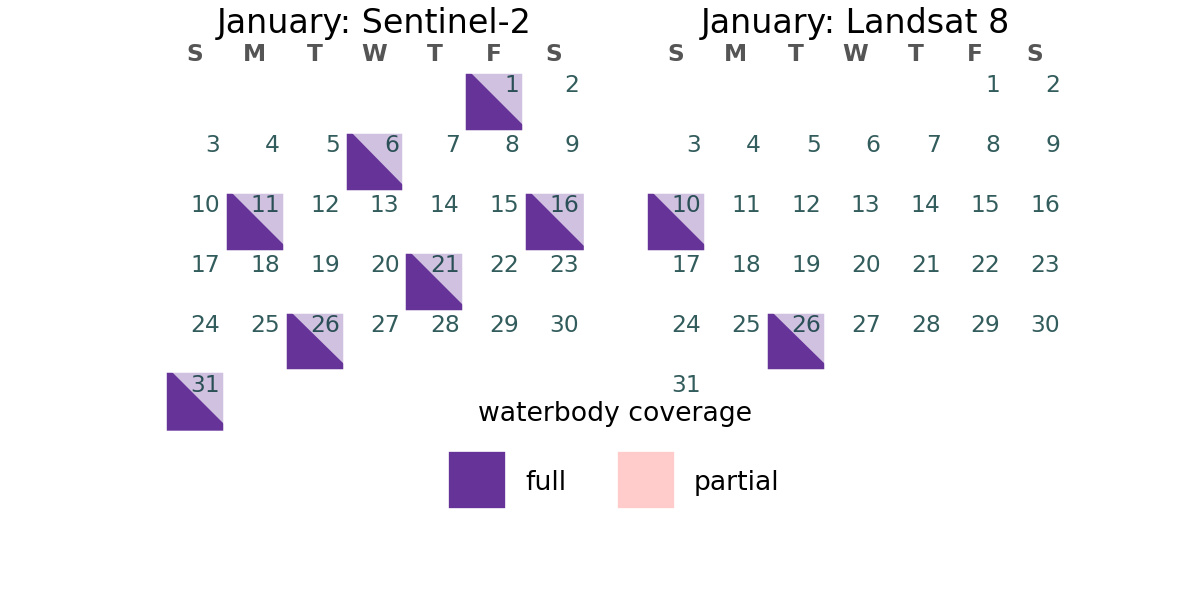 January: Sentinel-2
S M T W T F S
1 2
3 4 5 6 7 8 9
10 11 12 13 14 15 16
17 18 19 20 21 22 23
24 25 26 27 28 29 30
31
January: Landsat 8
S M T W T F S
1 2
3 4 5 6 7 8 9
10 11 12 13 14 15 16
17 18 19 20 21 22 23
24 25 26 27 28 29 30
31
waterbody coverage
full partial